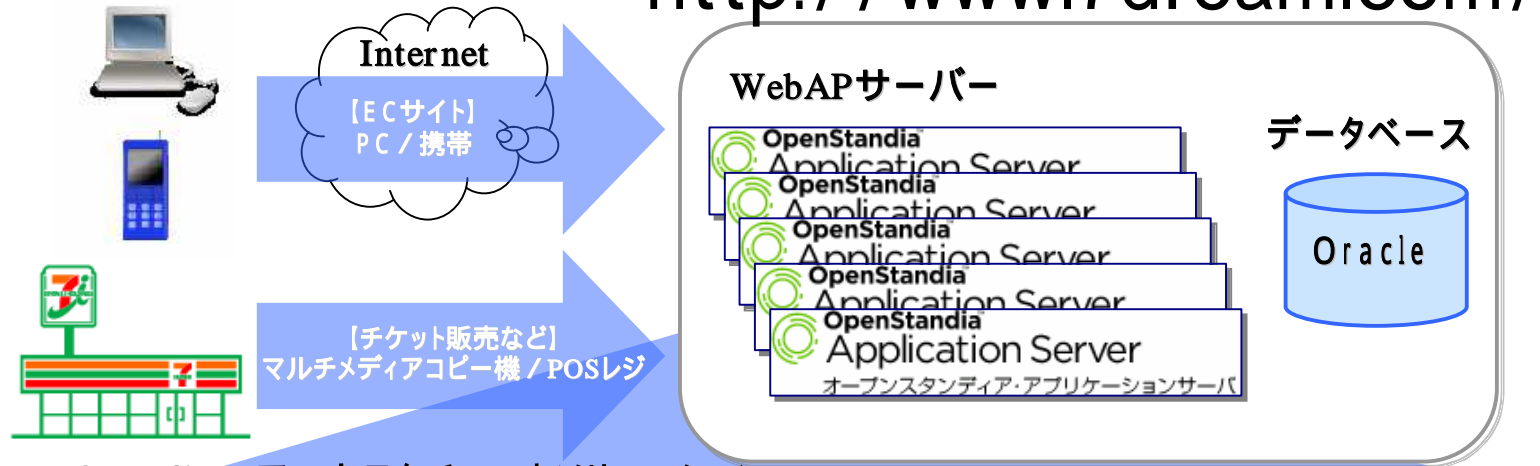 http://www.7dream.com/
Internet
【ECサイト】
PC/携帯
WebAPサーバー
データベース
OpenStandia
Application Server
OpenStandia
Application Server
OpenStandia
Application Server
OpenStandia
Application Server
OpenStandia
Application Server
オープンスタンディア・アプリケーションサーバ
Oracle
【チケット販売など】
マルチメディアコピー機/POSレジ